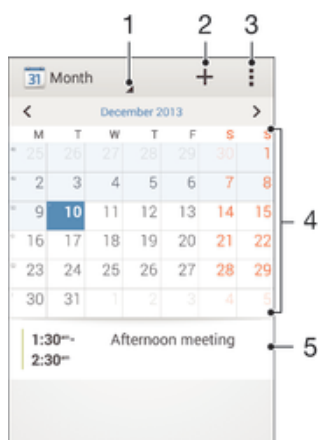 1 2 3
31 Month +
< December 2013 >
M T W T F S S
25 26 27 28 29 30 1
2 3 4 5 6 7 8
9 10 11 12 13 14 15
16 17 18 19 20 21 22
23 24 25 26 27 28 29
30 31 1 2 3 4 5
4
1:30 - Afternoon meeting
2:30
5